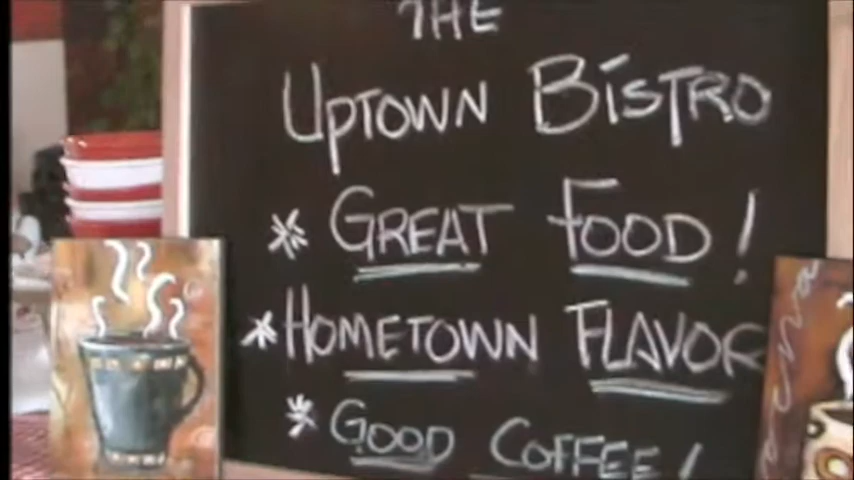 THE
UPTOWN BISTRO
* GREAT FOOD!
* HOMETOWN FLAVOR
* GOOD COFFEE!